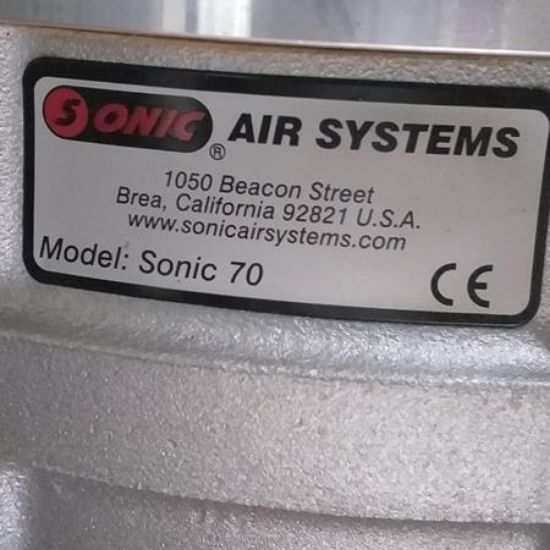 SONIC® AIR SYSTEMS
1050 Beacon Street
Brea, California 92821 U.S.A.
www.sonicairsystems.com
Model: Sonic 70 CE